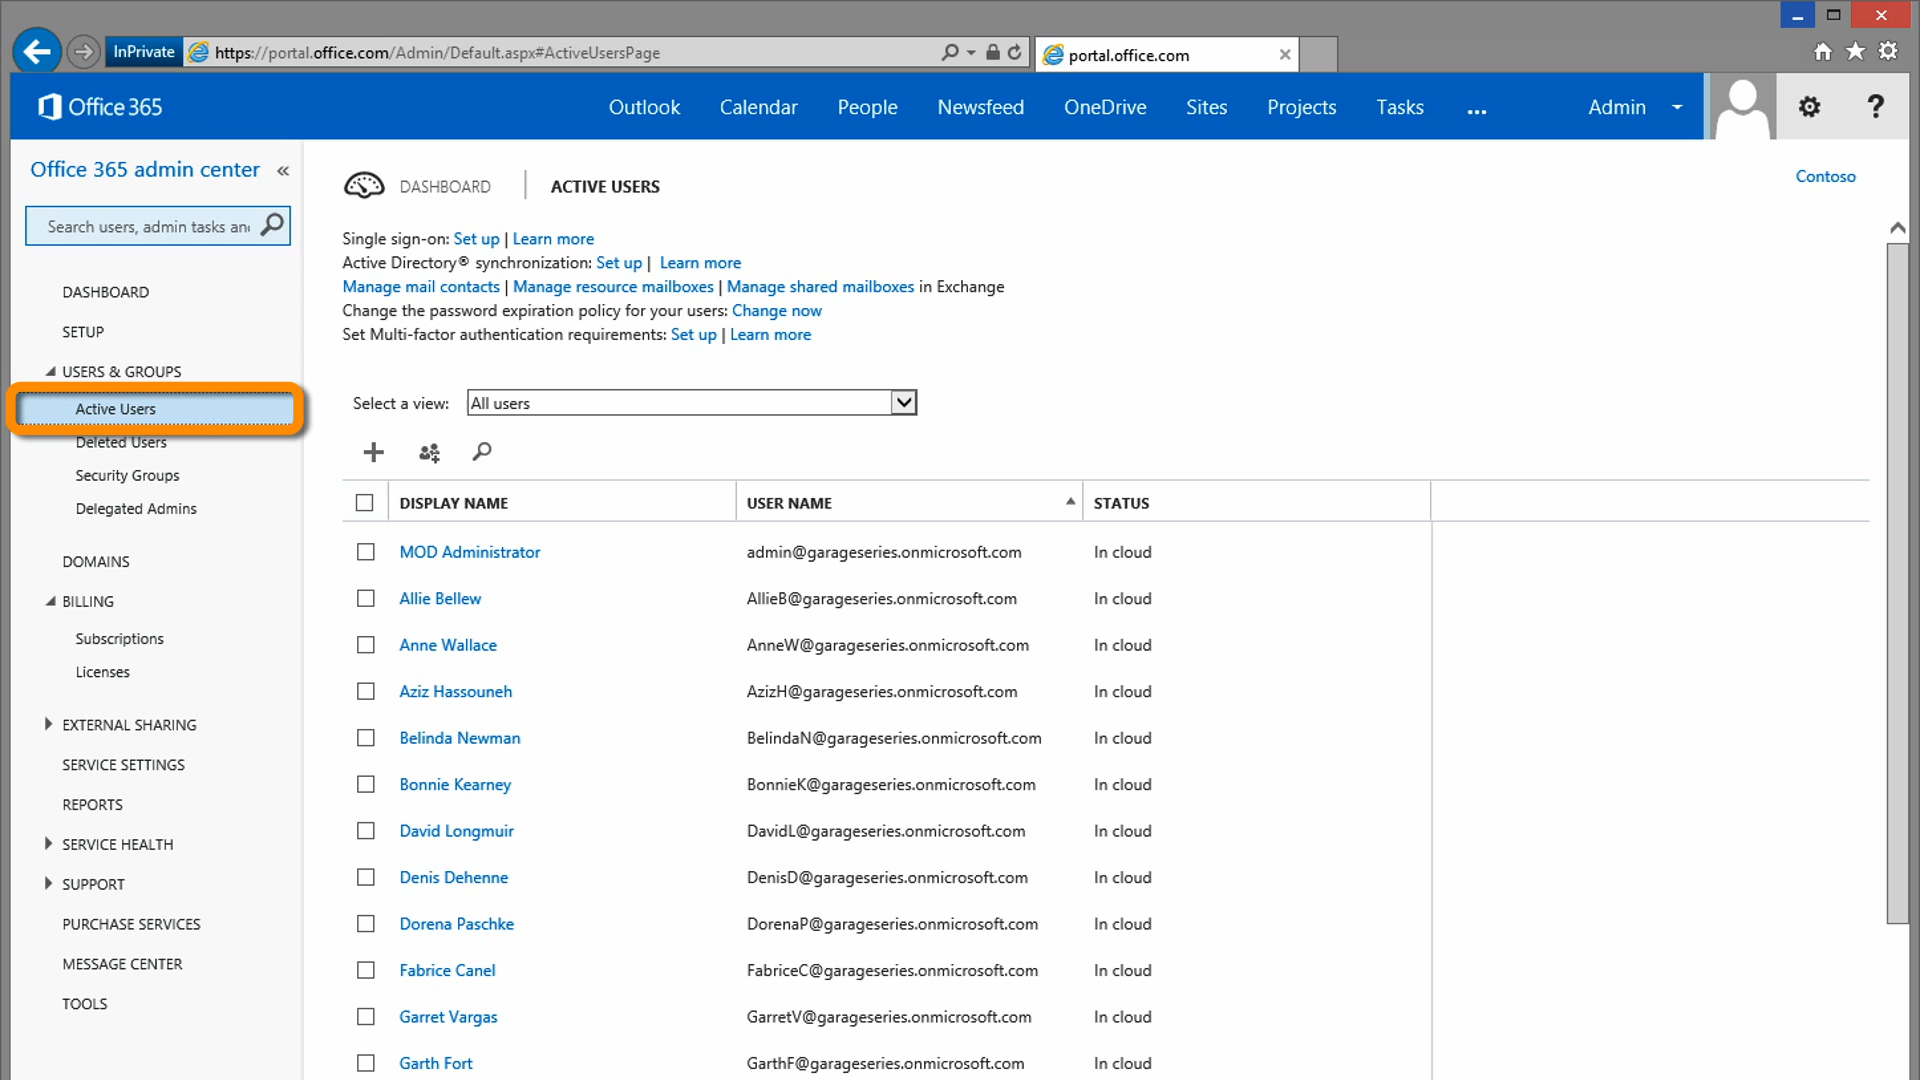 InPrivate https://portal.office.com/Admin/Default.aspx#ActiveUsersPage portal.office.com
Office 365 Outlook Calendar People Newsfeed OneDrive Sites Projects Tasks ... Admin ?
Office 365 admin center «
Search users, admin tasks an
DASHBOARD
SETUP
USERS & GROUPS
Active Users
Deleted Users
Security Groups
Delegated Admins
DOMAINS
BILLING
Subscriptions
Licenses
EXTERNAL SHARING
SERVICE SETTINGS
REPORTS
SERVICE HEALTH
SUPPORT
PURCHASE SERVICES
MESSAGE CENTER
TOOLS
DASHBOARD | ACTIVE USERS
Contoso
Single sign-on: Set up | Learn more
Active Directory® synchronization: Set up | Learn more
Manage mail contacts | Manage resource mailboxes | Manage shared mailboxes in Exchange
Change the password expiration policy for your users: Change now
Set Multi-factor authentication requirements: Set up | Learn more
Select a view: All users
DISPLAY NAME USER NAME STATUS
MOD Administrator admin@garageseries.onmicrosoft.com In cloud
Allie Bellew AllieB@garageseries.onmicrosoft.com In cloud
Anne Wallace AnneW@garageseries.onmicrosoft.com In cloud
Aziz Hassouneh AzizH@garageseries.onmicrosoft.com In cloud
Belinda Newman BelindaN@garageseries.onmicrosoft.com In cloud
Bonnie Kearney BonnieK@garageseries.onmicrosoft.com In cloud
David Longmuir DavidL@garageseries.onmicrosoft.com In cloud
Denis Dehenne DenisD@garageseries.onmicrosoft.com In cloud
Dorena Paschke DorenaP@garageseries.onmicrosoft.com In cloud
Fabrice Canel FabriceC@garageseries.onmicrosoft.com In cloud
Garret Vargas GarretV@garageseries.onmicrosoft.com In cloud
Garth Fort GarthF@garageseries.onmicrosoft.com In cloud